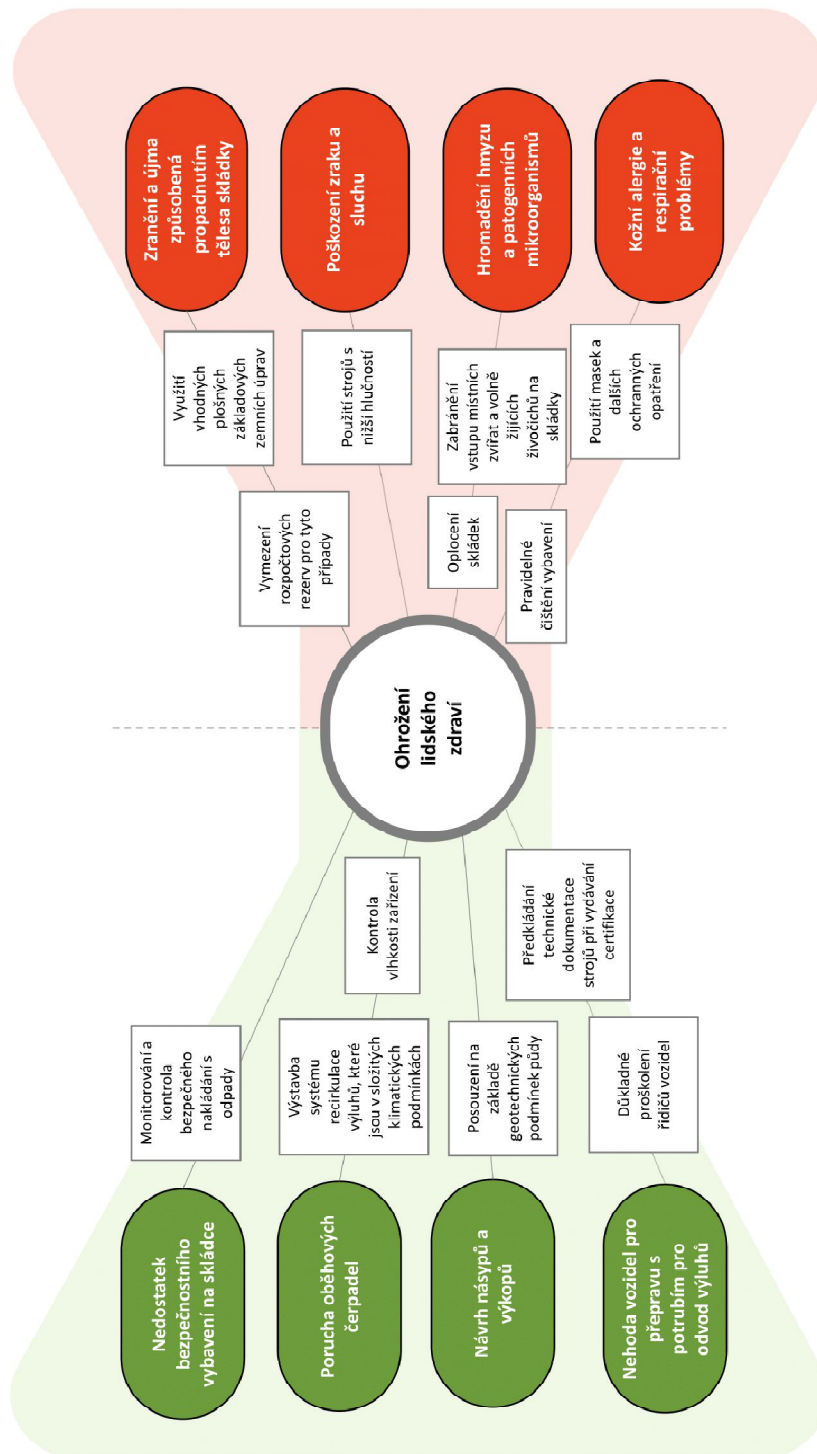 Nedostatek
bezpečnostního
vybavení na skládce
Porucha oběhových
čerpadel
Návrh násypů a
výkopů
Nehoda vozidel pro
přepravu s
potrubím pro
odvod výluhů
Monitorování a
kontrola
bezpečného
nakládání s
odpady
Výstavba
systému
recirkulace
výluhů, které
jsou v složitých
klimatických
podmínkách
Kontrola
vlhkosti zařízení
Posouzení na
základě
geotechnických
podmínek půdy
Důkladné
proškolení
řidičů vozidel
Předkládání
technické
dokumentace
strojů při vydávání
certifikace
Ohrožení
lidského
zdraví
Vymezení
rozpočtových
rezerv pro tyto
případy
Využití
vhodných
plošných
základových
zemních úprav
Použití strojů s
nižší hlučností
Oplocení
skládek
Zabránění
vstupu místních
zvířat a volně
žijících
živočichů na
skládky
Pravidelné
čištění vybavení
Použití masek a
dalších
ochranných
opatření
Zranění a újma
způsobená
propadnutím
tělesa skládky
Poškození zraku a
sluchu
Hromadění hmyzu
a patogenních
mikroorganismů
Kožní alergie a
respirační
problémy